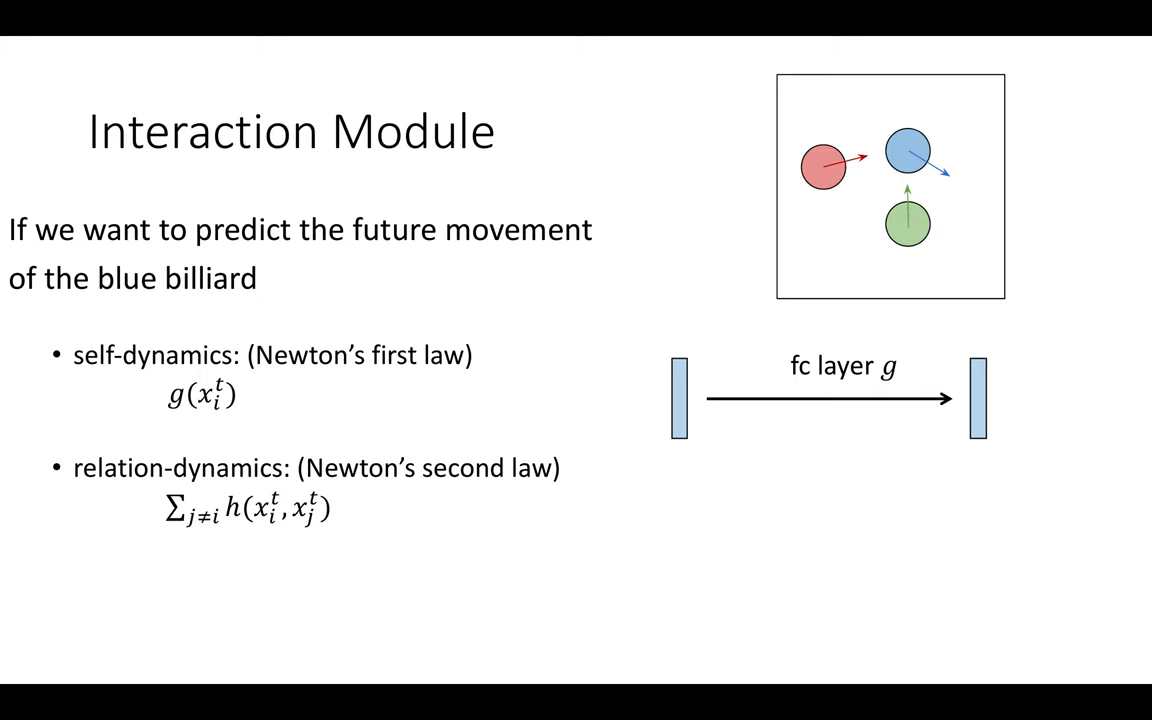 Interaction Module
If we want to predict the future movement
of the blue billiard
• self-dynamics: (Newton's first law)
g(x_i^t)
• relation-dynamics: (Newton's second law)
∑_{j≠i} h(x_i^t, x_j^t)
fc layer g